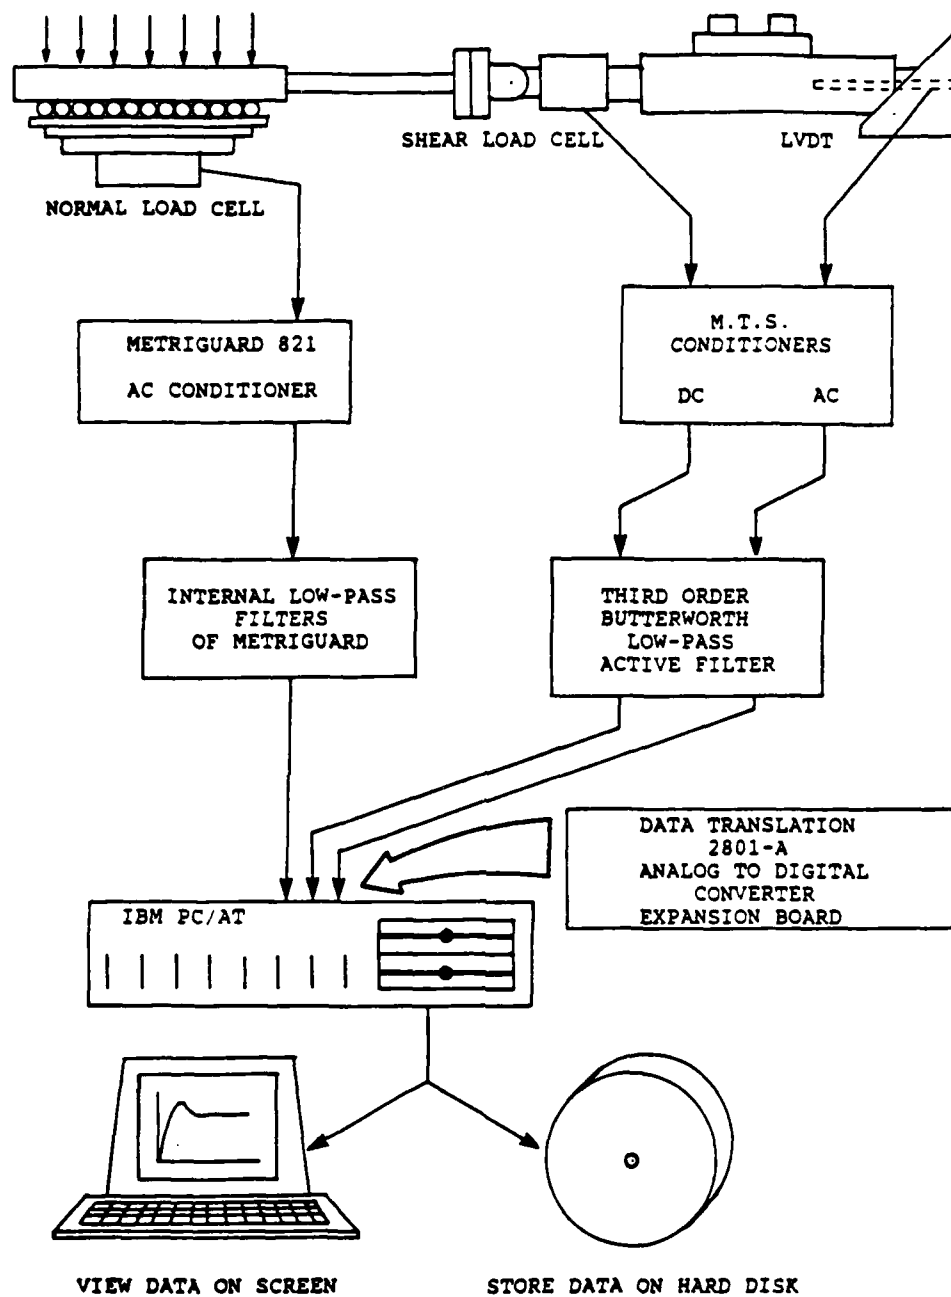 SHEAR LOAD CELL
LVDT
NORMAL LOAD CELL
METRIGUARD 821
AC CONDITIONER
M.T.S.
CONDITIONERS
DC AC
INTERNAL LOW-PASS
FILTERS
OF METRIGUARD
THIRD ORDER
BUTTERWORTH
LOW-PASS
ACTIVE FILTER
DATA TRANSLATION
2801-A
ANALOG TO DIGITAL
CONVERTER
EXPANSION BOARD
IBM PC/AT
VIEW DATA ON SCREEN
STORE DATA ON HARD DISK